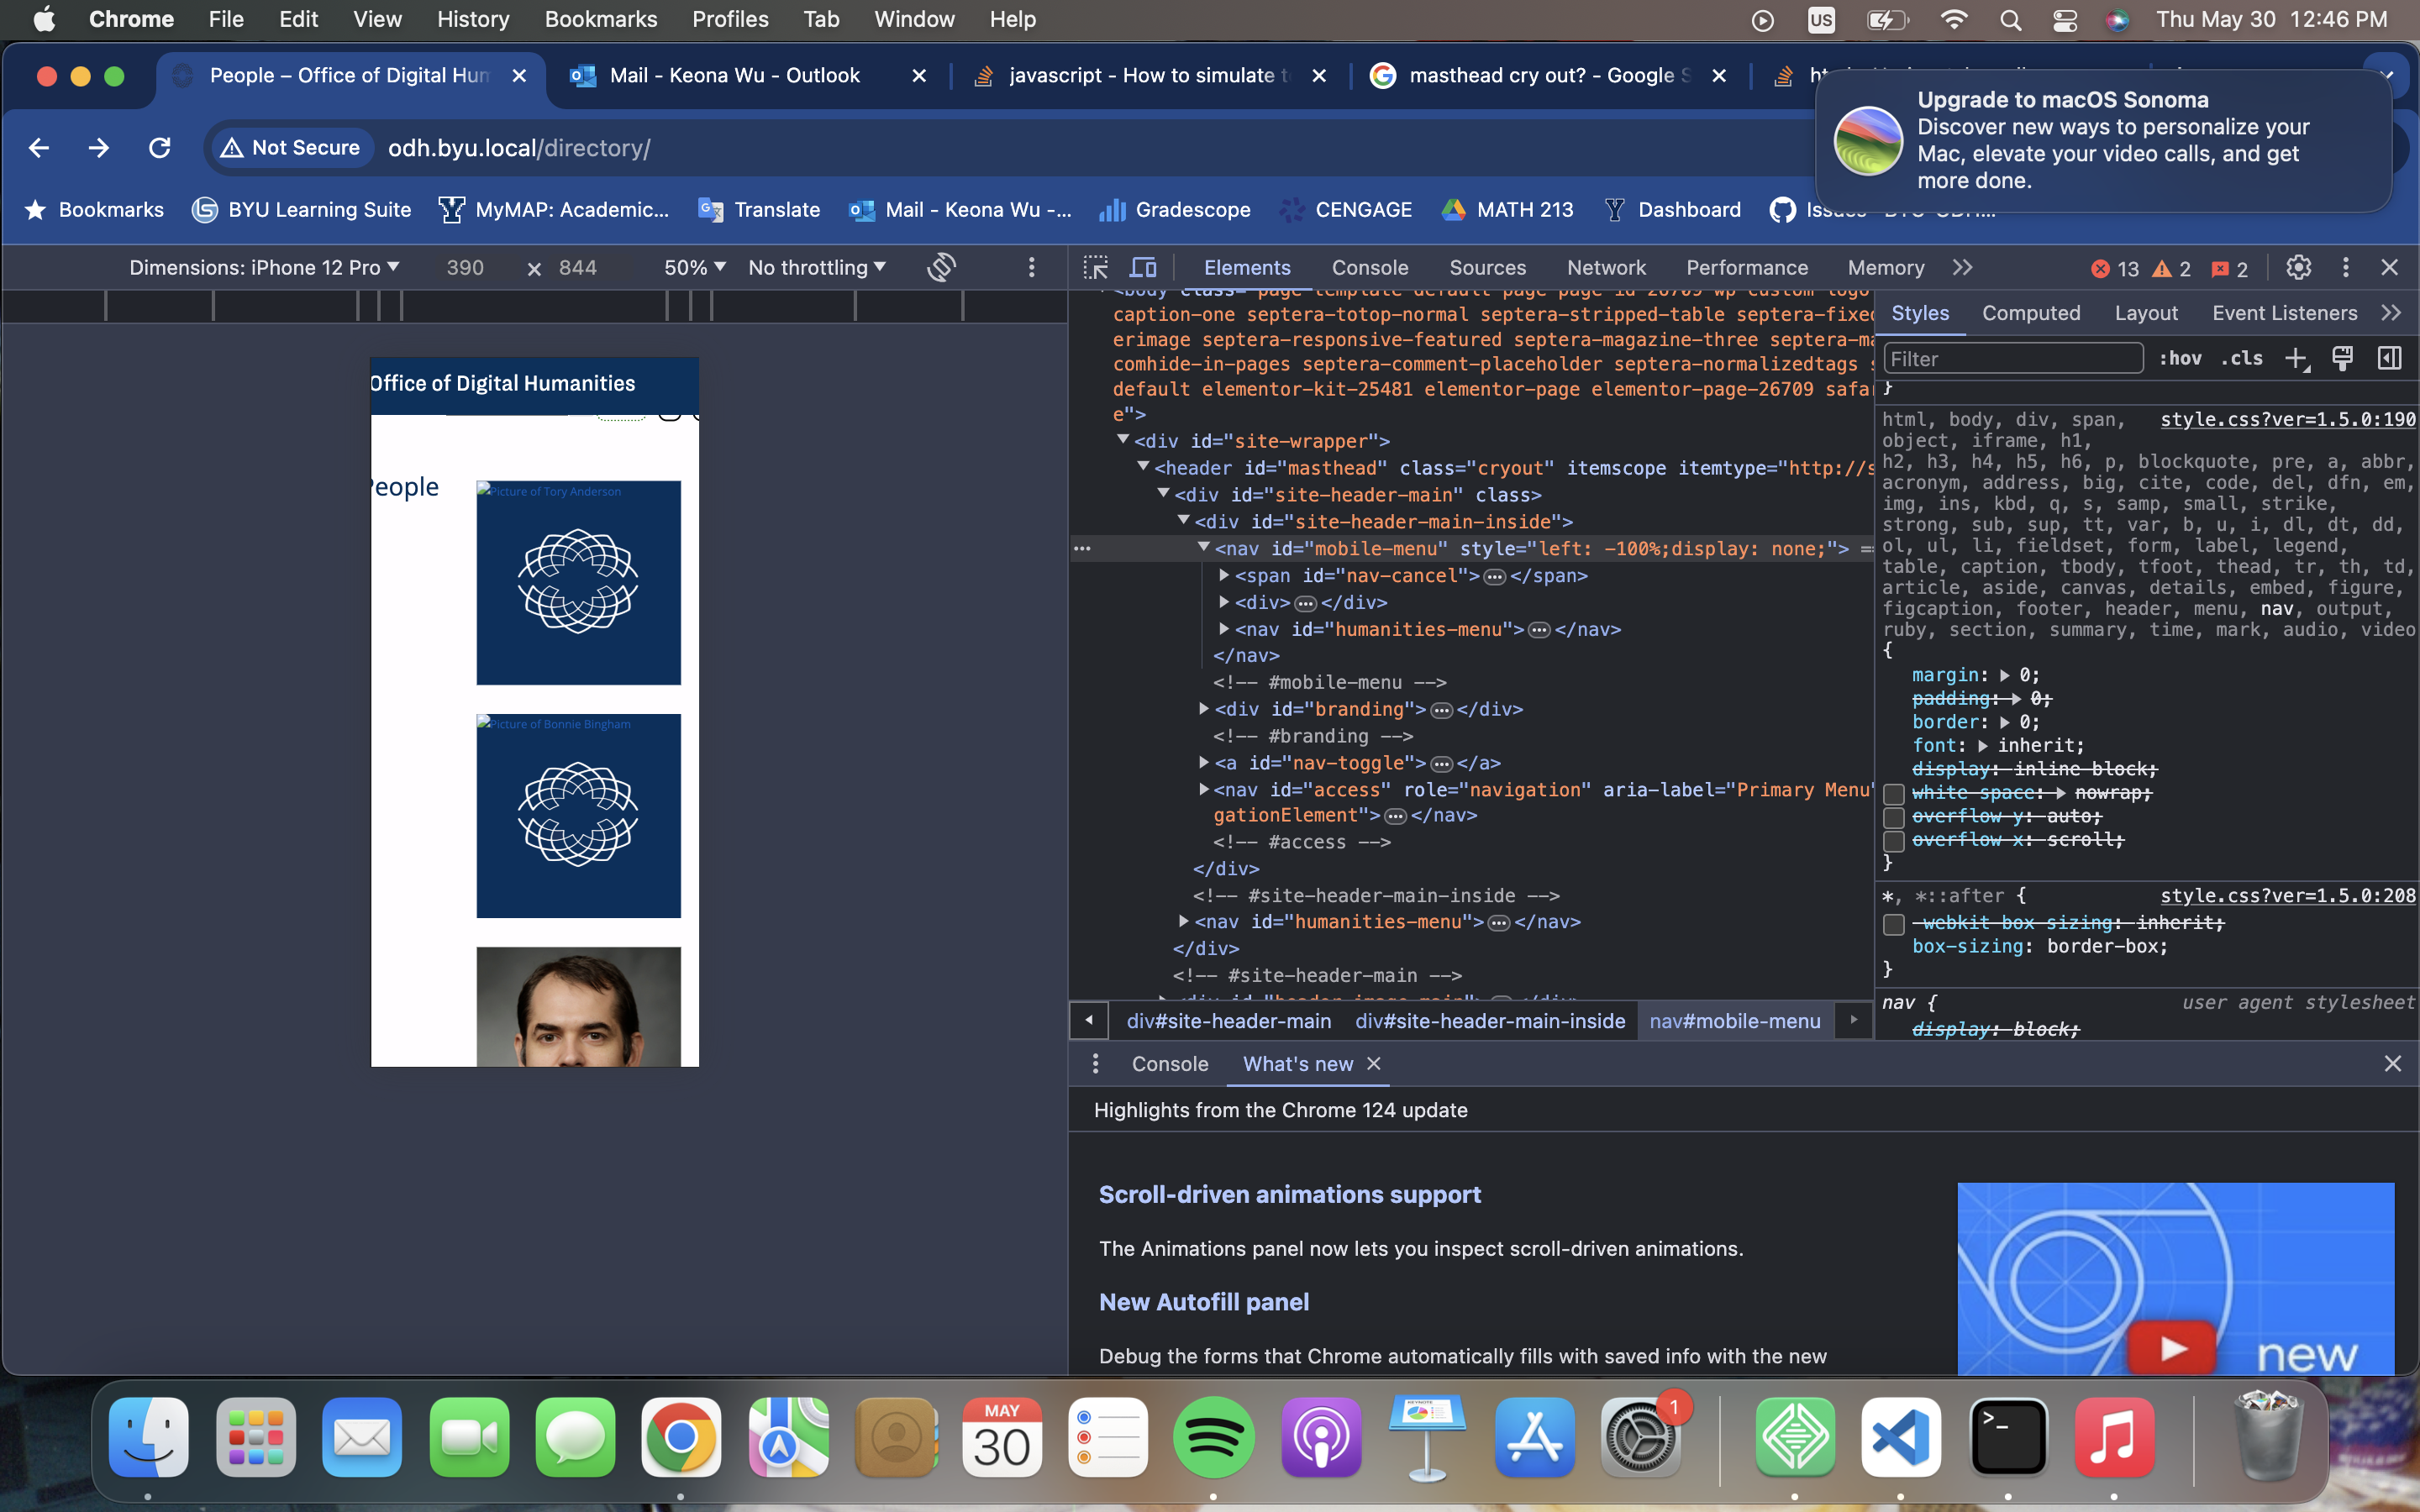 Chrome File Edit View History Bookmarks Profiles Tab Window Help US Thu May 30 12:46 PM
People – Office of Digital Hum
Mail - Keona Wu - Outlook
javascript - How to simulate t
masthead cry out? - Google S
Upgrade to macOS Sonoma
Discover new ways to personalize your
Mac, elevate your video calls, and get
more done.
Not Secure odh.byu.local/directory/
Bookmarks BYU Learning Suite MyMAP: Academic... Translate Mail - Keona Wu -... Gradescope CENGAGE MATH 213 Dashboard
Dimensions: iPhone 12 Pro 390 × 844 50% No throttling
Elements Console Sources Network Performance Memory 13 2 2
Office of Digital Humanities
People
Picture of Tory Anderson
Picture of Bonnie Bingham
<body class="page-template-default page page-id-26709 wp-custom-logo
caption-one septera-totop-normal septera-stripped-table septera-fixed
erimage septera-responsive-featured septera-magazine-three septera-ma
comhide-in-pages septera-comment-placeholder septera-normalizedtags s
default elementor-kit-25481 elementor-page elementor-page-26709 safar
e">
<div id="site-wrapper">
<header id="masthead" class="cryout" itemscope itemtype="http://s
<div id="site-header-main" class>
<div id="site-header-main-inside">
<nav id="mobile-menu" style="left: -100%;display: none;"> ==
<span id="nav-cancel">…</span>
<div>…</div>
<nav id="humanities-menu">…</nav>
</nav>
<!-- #mobile-menu -->
<div id="branding">…</div>
<!-- #branding -->
<a id="nav-toggle">…</a>
<nav id="access" role="navigation" aria-label="Primary Menu"
gationElement">…</nav>
<!-- #access -->
</div>
<!-- #site-header-main-inside -->
<nav id="humanities-menu">…</nav>
</div>
<!-- #site-header-main -->
<div id="header-image-main">…</div>
div#site-header-main div#site-header-main-inside nav#mobile-menu
Styles Computed Layout Event Listeners
Filter :hov .cls
}
html, body, div, span, style.css?ver=1.5.0:190
object, iframe, h1,
h2, h3, h4, h5, h6, p, blockquote, pre, a, abbr,
acronym, address, big, cite, code, del, dfn, em,
img, ins, kbd, q, s, samp, small, strike,
strong, sub, sup, tt, var, b, u, i, dl, dt, dd,
ol, ul, li, fieldset, form, label, legend,
table, caption, tbody, tfoot, thead, tr, th, td,
article, aside, canvas, details, embed, figure,
figcaption, footer, header, menu, nav, output,
ruby, section, summary, time, mark, audio, video
{
margin: 0;
padding: 0;
border: 0;
font: inherit;
display: inline-block;
white-space: nowrap;
overflow-y: auto;
overflow-x: scroll;
}
*, *::after { style.css?ver=1.5.0:208
-webkit-box-sizing: inherit;
box-sizing: border-box;
}
nav { user agent stylesheet
display: block;
Console What's new
Highlights from the Chrome 124 update
Scroll-driven animations support
The Animations panel now lets you inspect scroll-driven animations.
New Autofill panel
Debug the forms that Chrome automatically fills with saved info with the new
new
MAY
30
KEYNOTE
1
>_